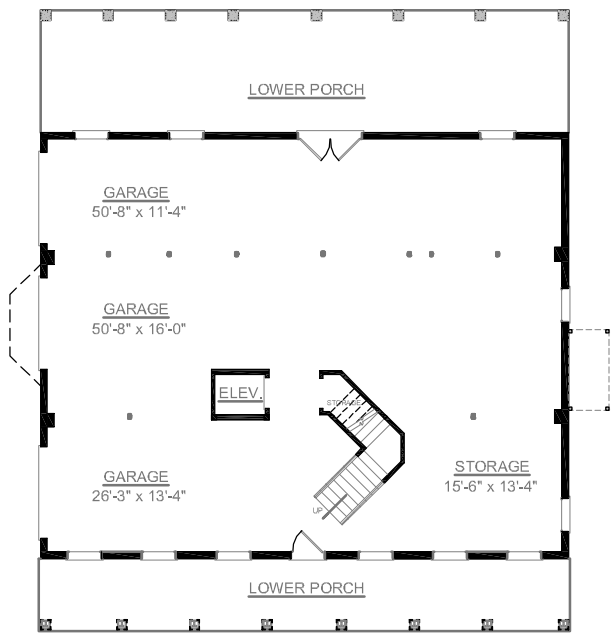 LOWER PORCH
GARAGE
50'-8" x 11'-4"
GARAGE
50'-8" x 16'-0"
ELEV.
STORAGE
GARAGE
26'-3" x 13'-4"
STORAGE
15'-6" x 13'-4"
UP
LOWER PORCH